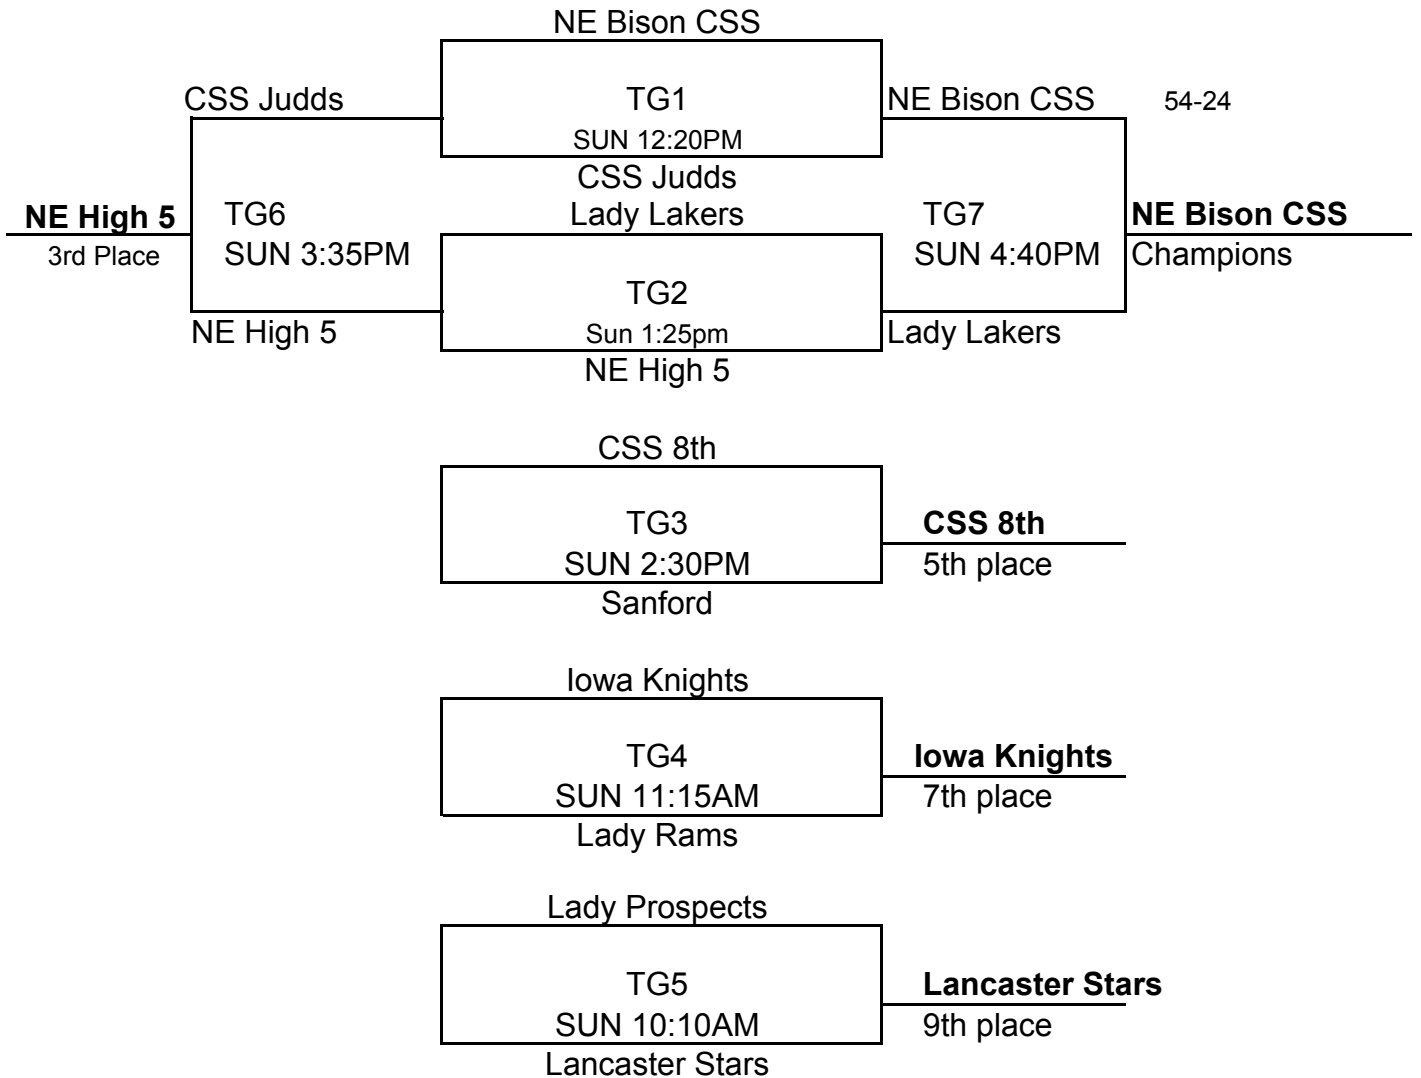 NE Bison CSS
CSS Judds
TG1
NE Bison CSS
54-24
SUN 12:20PM
CSS Judds
NE High 5
TG6
Lady Lakers
TG7
NE Bison CSS
3rd Place
SUN 3:35PM
SUN 4:40PM
Champions
TG2
NE High 5
Sun 1:25pm
Lady Lakers
NE High 5
CSS 8th
TG3
CSS 8th
SUN 2:30PM
5th place
Sanford
Iowa Knights
TG4
Iowa Knights
SUN 11:15AM
7th place
Lady Rams
Lady Prospects
TG5
Lancaster Stars
SUN 10:10AM
9th place
Lancaster Stars